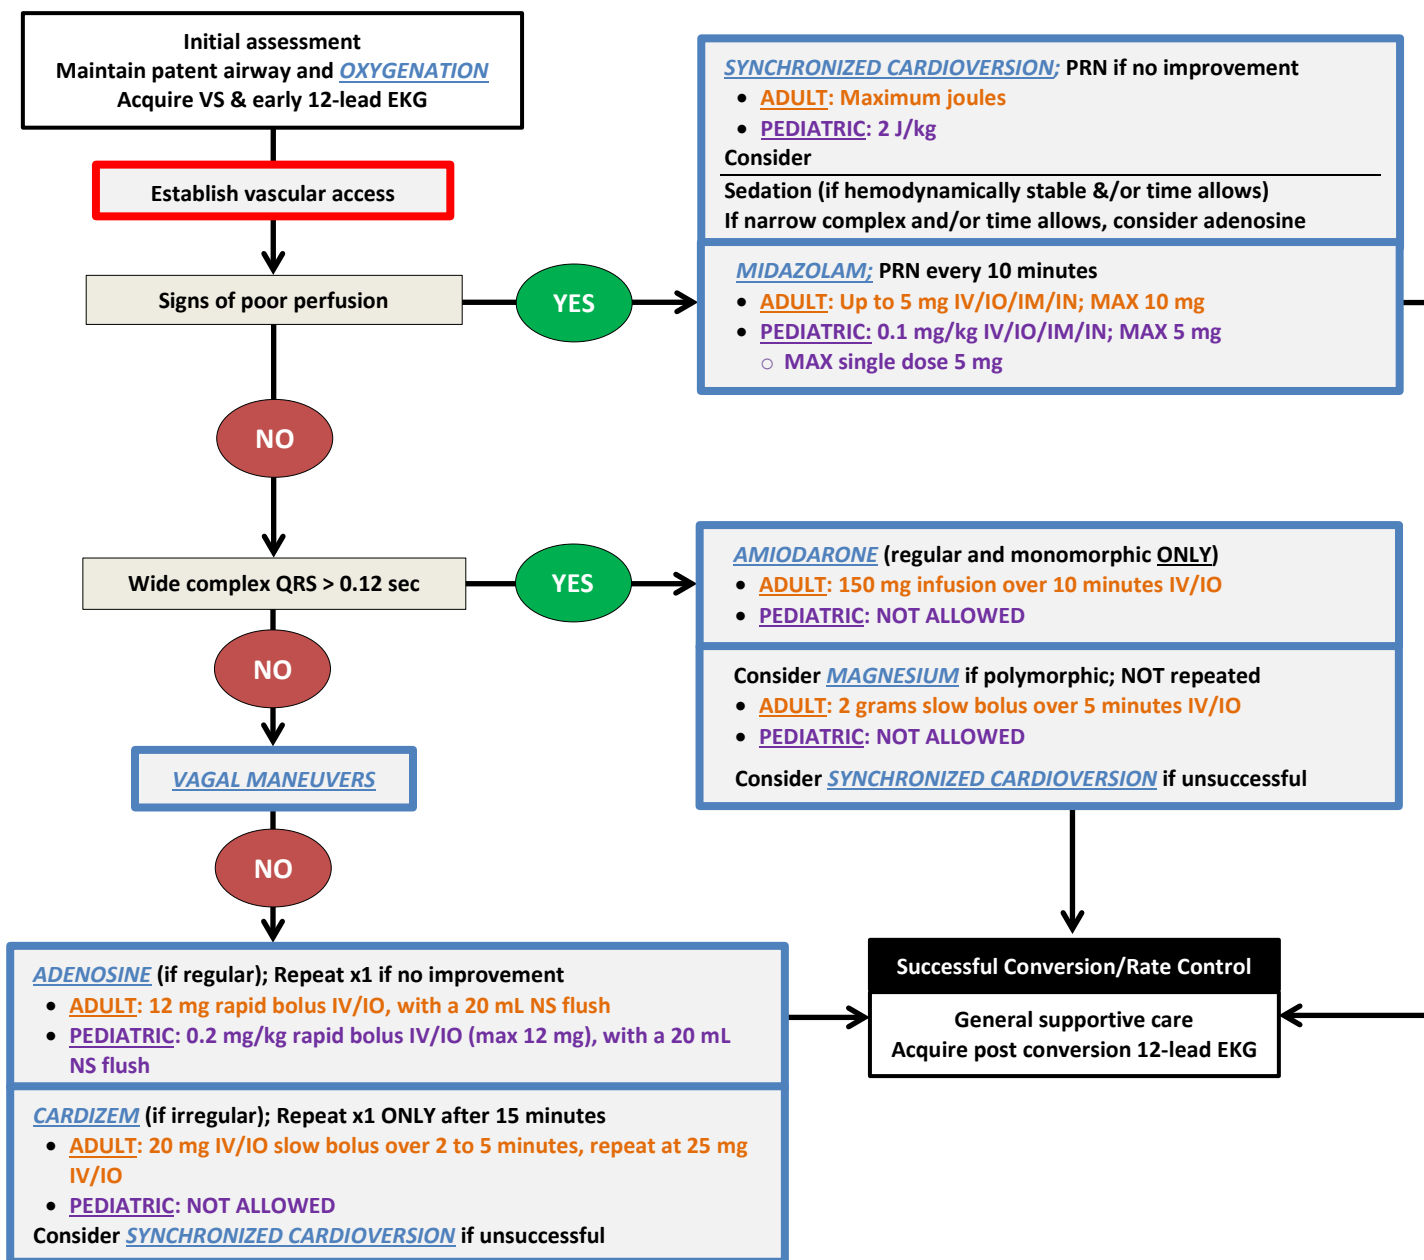 Initial assessment
Maintain patent airway and OXYGENATION
Acquire VS & early 12-lead EKG
Establish vascular access
Signs of poor perfusion
YES
SYNCHRONIZED CARDIOVERSION; PRN if no improvement
• ADULT: Maximum joules
• PEDIATRIC: 2 J/kg
Consider
Sedation (if hemodynamically stable &/or time allows)
If narrow complex and/or time allows, consider adenosine
MIDAZOLAM; PRN every 10 minutes
• ADULT: Up to 5 mg IV/IO/IM/IN; MAX 10 mg
• PEDIATRIC: 0.1 mg/kg IV/IO/IM/IN; MAX 5 mg
○ MAX single dose 5 mg
NO
Wide complex QRS > 0.12 sec
YES
AMIODARONE (regular and monomorphic ONLY)
• ADULT: 150 mg infusion over 10 minutes IV/IO
• PEDIATRIC: NOT ALLOWED
Consider MAGNESIUM if polymorphic; NOT repeated
• ADULT: 2 grams slow bolus over 5 minutes IV/IO
• PEDIATRIC: NOT ALLOWED
Consider SYNCHRONIZED CARDIOVERSION if unsuccessful
NO
VAGAL MANEUVERS
NO
ADENOSINE (if regular); Repeat x1 if no improvement
• ADULT: 12 mg rapid bolus IV/IO, with a 20 mL NS flush
• PEDIATRIC: 0.2 mg/kg rapid bolus IV/IO (max 12 mg), with a 20 mL
NS flush
CARDIZEM (if irregular); Repeat x1 ONLY after 15 minutes
• ADULT: 20 mg IV/IO slow bolus over 2 to 5 minutes, repeat at 25 mg
IV/IO
• PEDIATRIC: NOT ALLOWED
Consider SYNCHRONIZED CARDIOVERSION if unsuccessful
Successful Conversion/Rate Control
General supportive care
Acquire post conversion 12-lead EKG